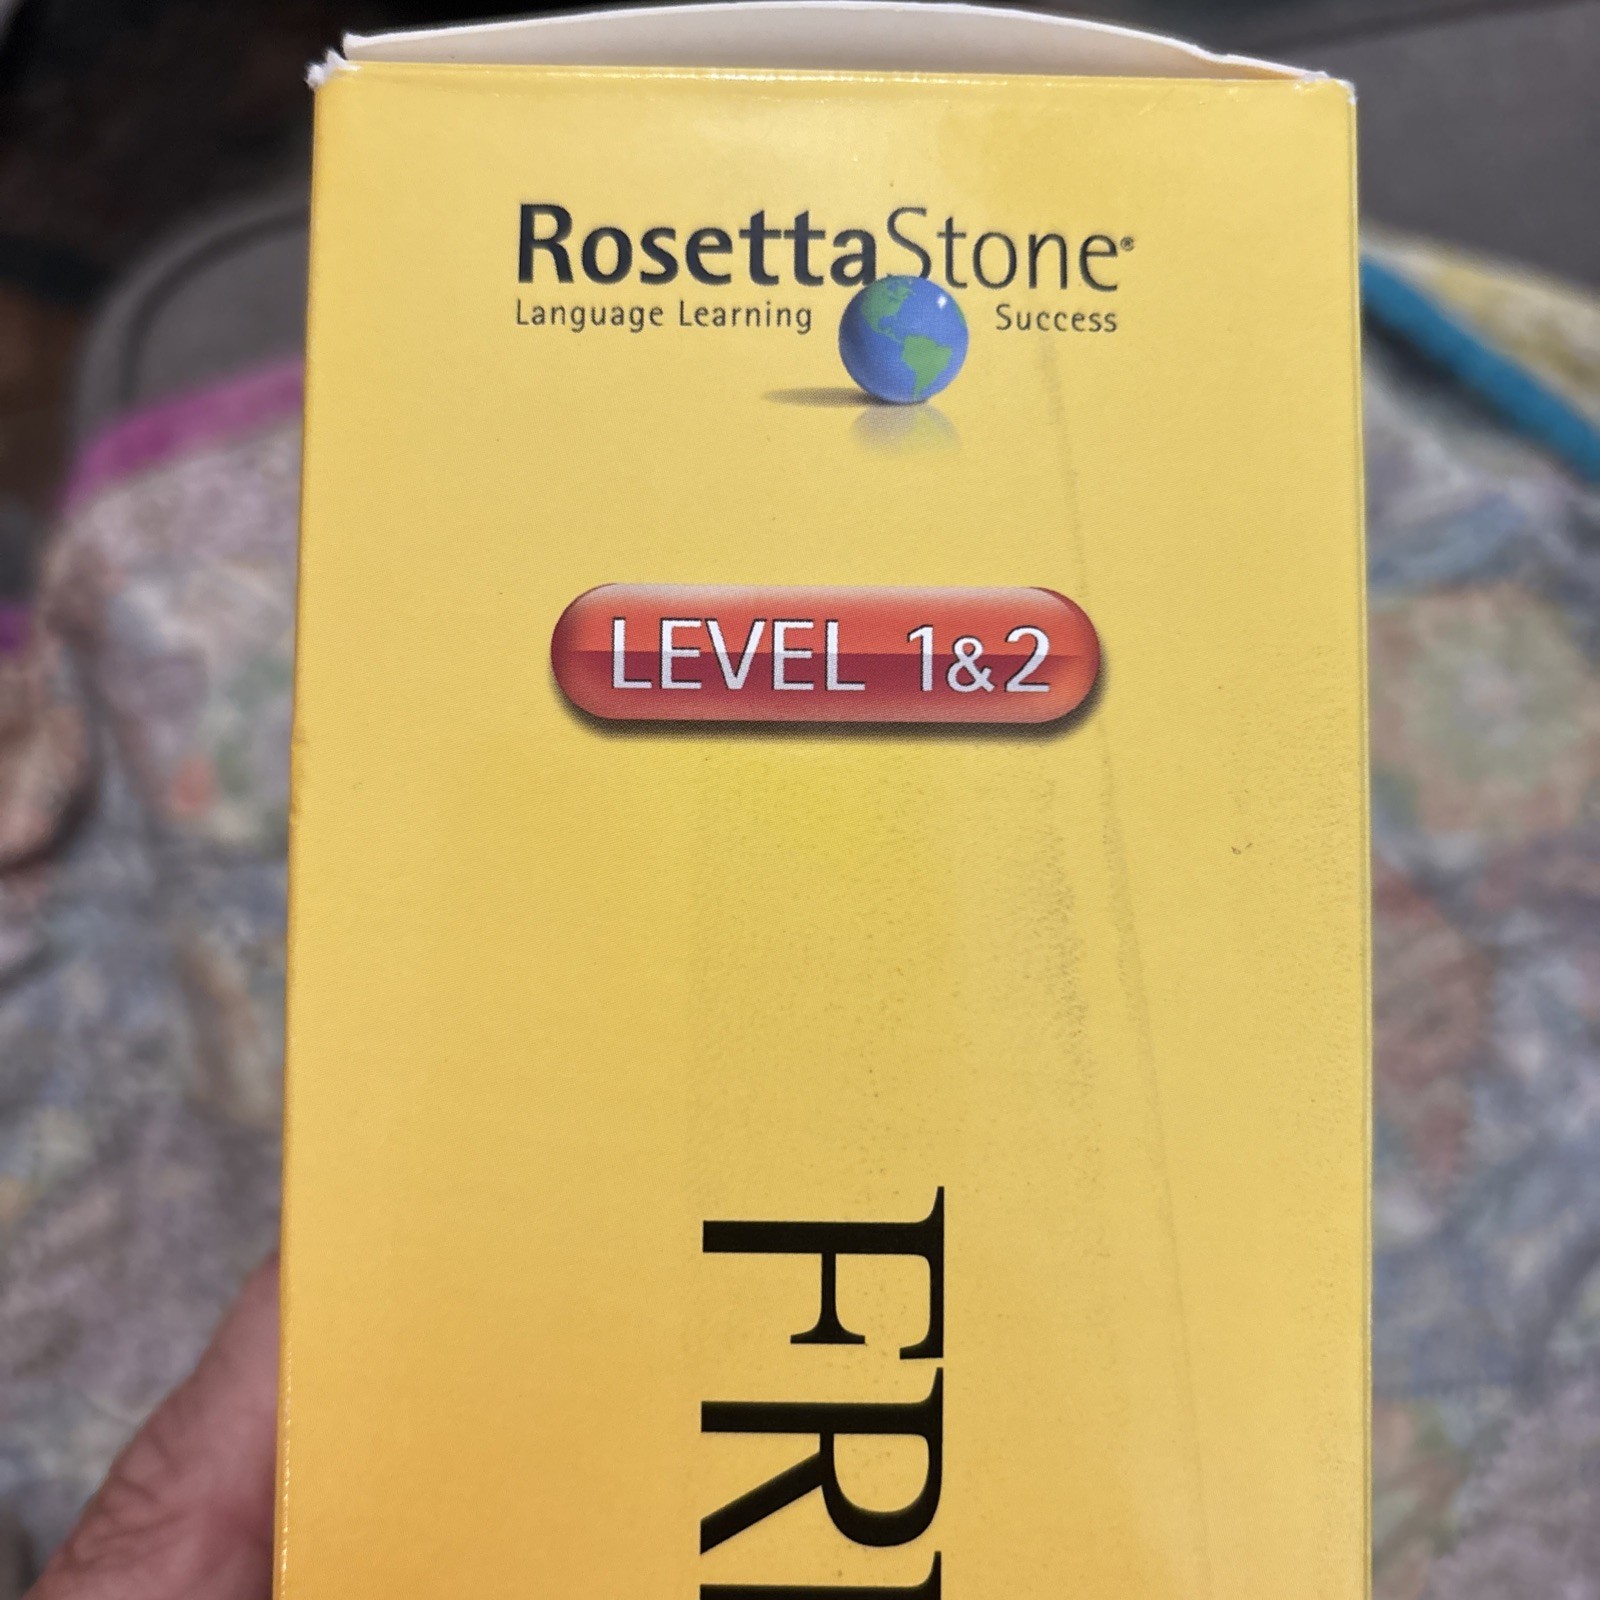 RosettaStone®
Language Learning Success
LEVEL 1&2